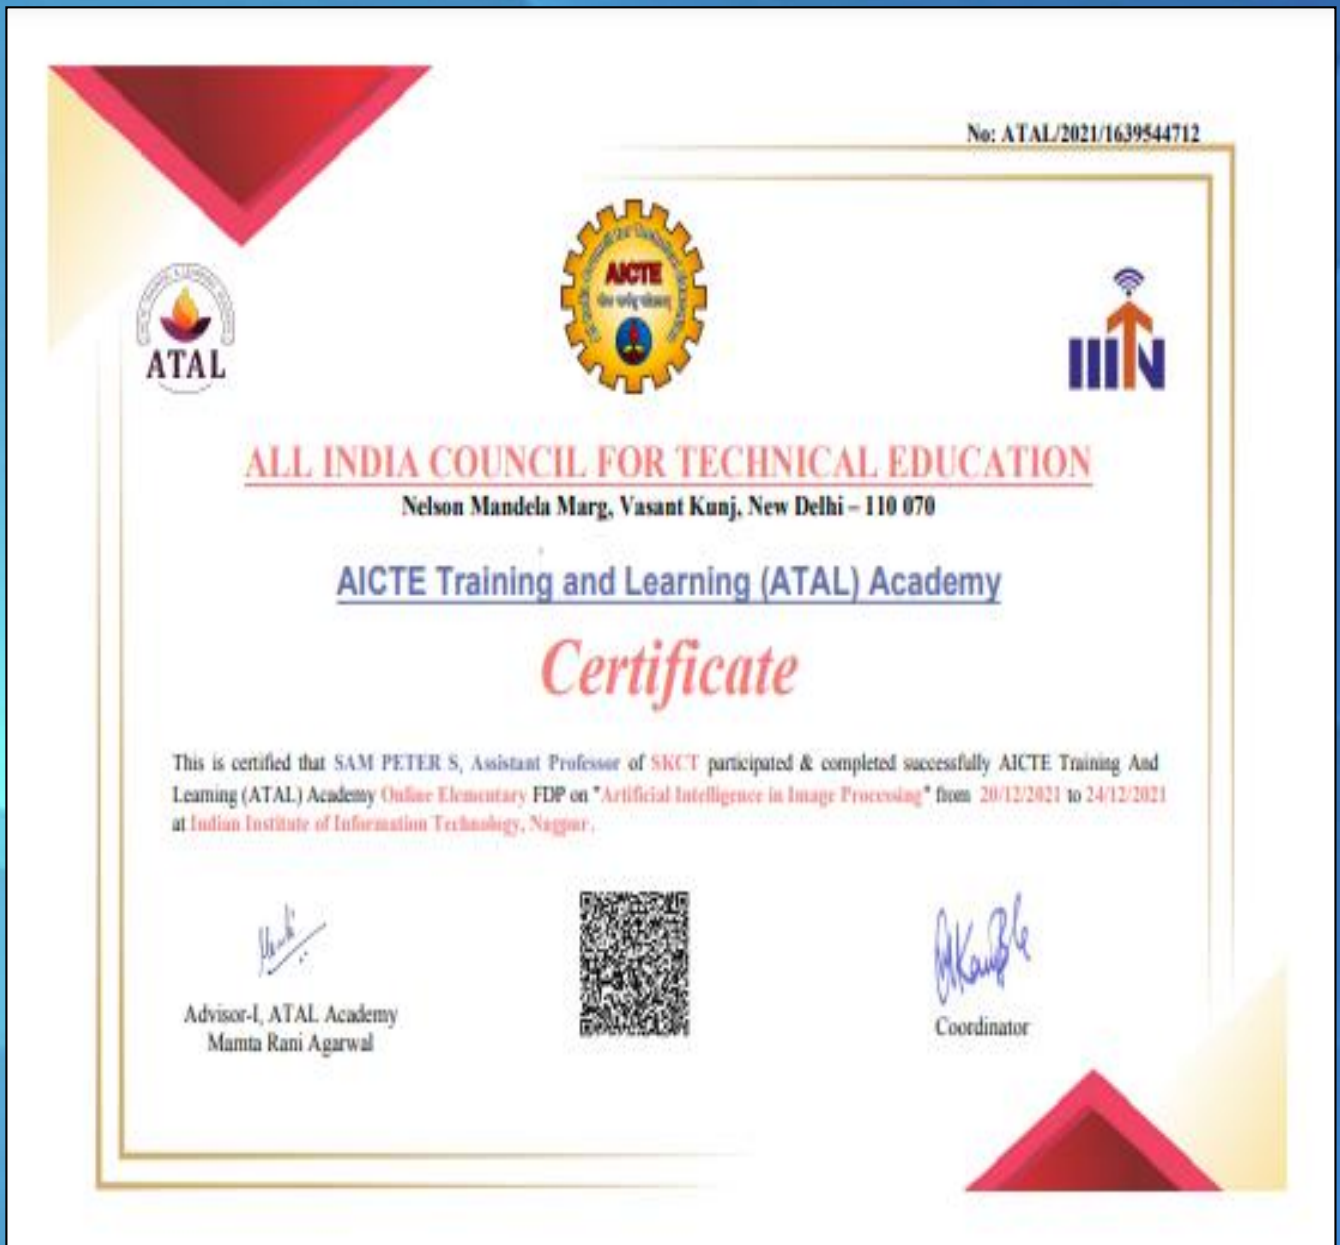 No: ATAL/2021/1639544712
AICTE
ATAL
IIITN
ALL INDIA COUNCIL FOR TECHNICAL EDUCATION
Nelson Mandela Marg, Vasant Kunj, New Delhi – 110 070
AICTE Training and Learning (ATAL) Academy
Certificate
This is certified that SAM PETER S, Assistant Professor of SKCT participated & completed successfully AICTE Training And
Learning (ATAL) Academy Online Elementary FDP on "Artificial Intelligence in Image Processing" from 20/12/2021 to 24/12/2021
at Indian Institute of Information Technology, Nagpur.
Advisor-I, ATAL Academy
Mamta Rani Agarwal
Coordinator